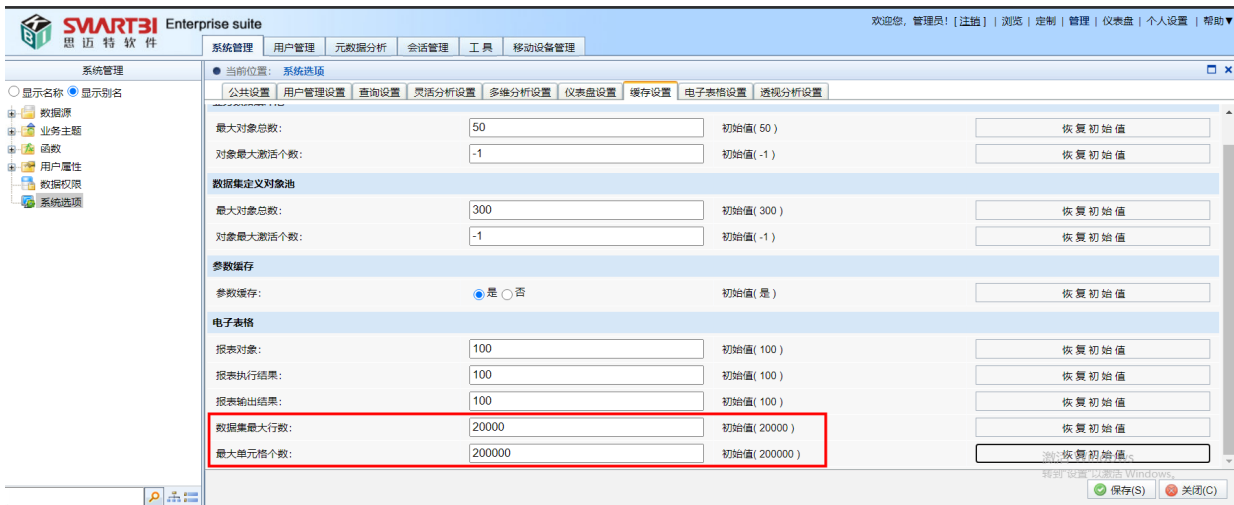 SMARTBI Enterprise suite
思迈特软件
欢迎您, 管理员! [ 注销 ] | 浏览 | 定制 | 管理 | 仪表盘 | 个人设置 | 帮助▼
系统管理 用户管理 元数据分析 会话管理 工具 移动设备管理
系统管理
当前位置: 系统选项
显示名称 显示别名
公共设置 用户管理设置 查询设置 灵活分析设置 多维分析设置 仪表盘设置 缓存设置 电子表格设置 透视分析设置
数据源
业务主题
函数
用户属性
数据权限
系统选项
最大对象总数: 50 初始值( 50 ) 恢复初始值
对象最大激活个数: -1 初始值( -1 ) 恢复初始值
数据集定义对象池
最大对象总数: 300 初始值( 300 ) 恢复初始值
对象最大激活个数: -1 初始值( -1 ) 恢复初始值
参数缓存
参数缓存: 是 否 初始值( 是 ) 恢复初始值
电子表格
报表对象: 100 初始值( 100 ) 恢复初始值
报表执行结果: 100 初始值( 100 ) 恢复初始值
报表输出结果: 100 初始值( 100 ) 恢复初始值
数据集最大行数: 20000 初始值( 20000 ) 恢复初始值
最大单元格个数: 200000 初始值( 200000 ) 恢复初始值
转到"设置"以激活 Windows。
保存(S) 关闭(C)